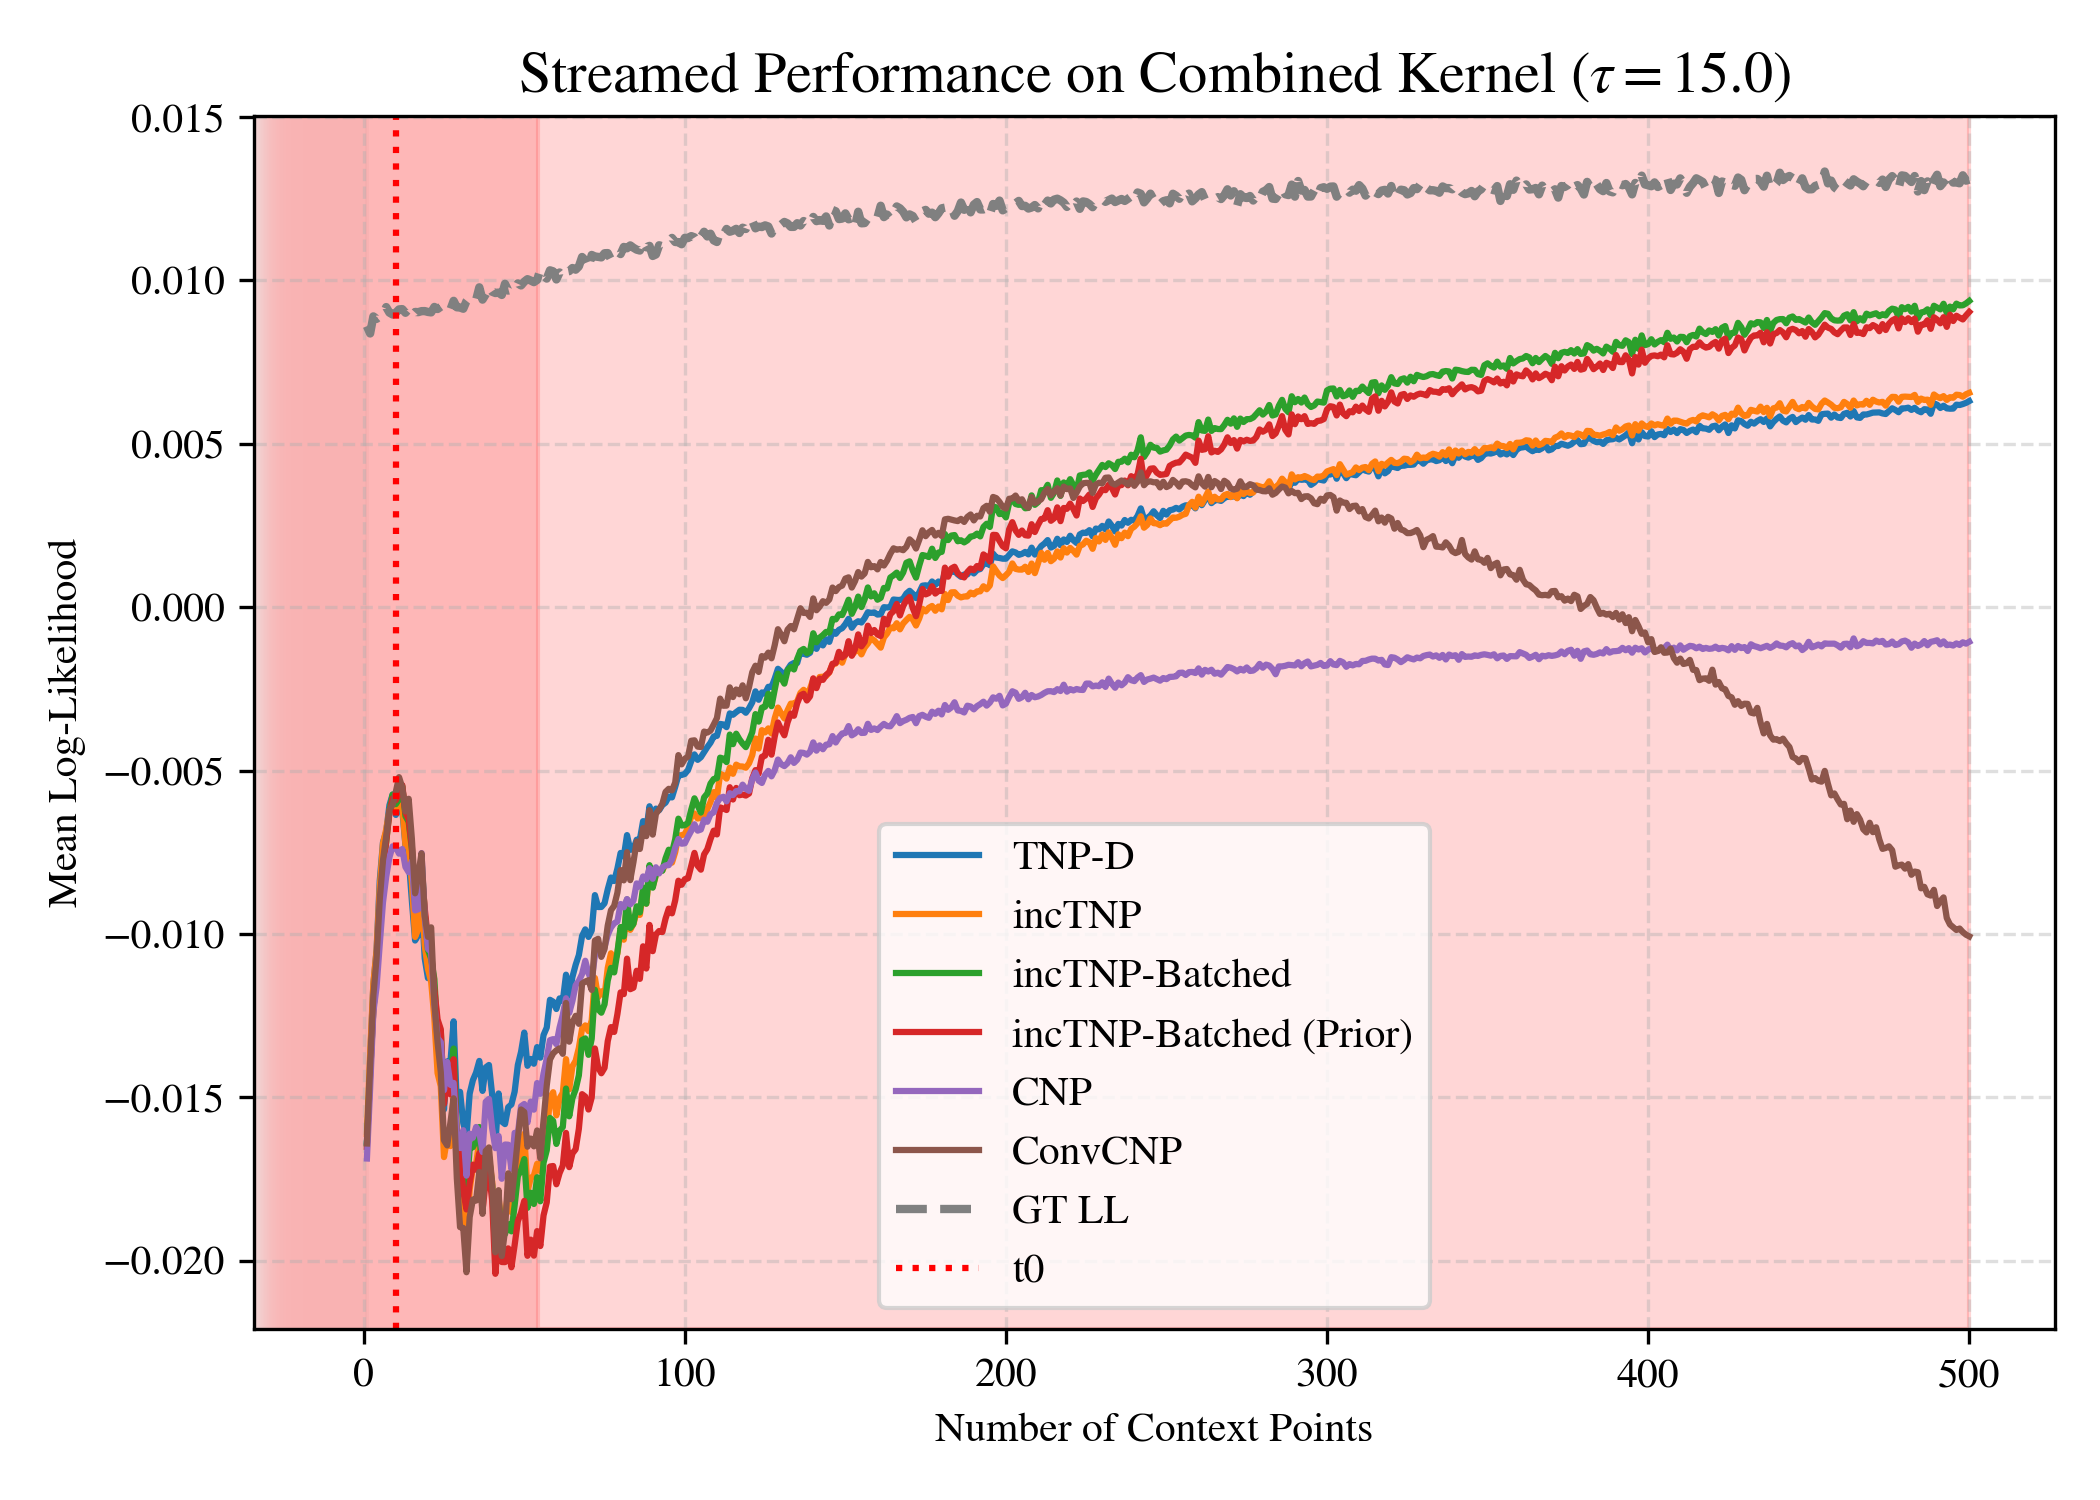 Streamed Performance on Combined Kernel (τ = 15.0)
0.015
0.010
0.005
0.000
−0.005
−0.010
−0.015
−0.020
Mean Log-Likelihood
TNP-D
incTNP
incTNP-Batched
incTNP-Batched (Prior)
CNP
ConvCNP
GT LL
t0
0 100 200 300 400 500
Number of Context Points